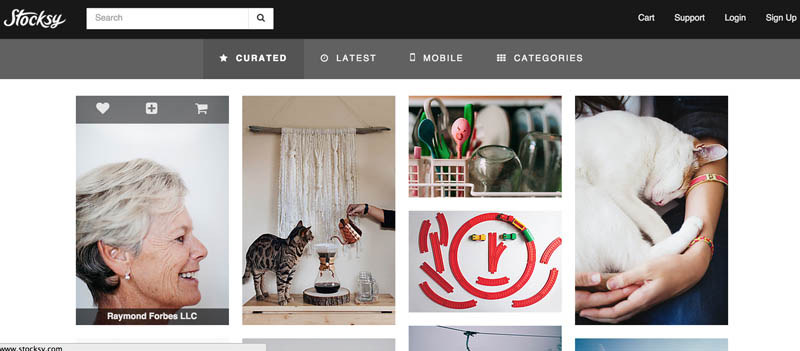 Stocksy
Search
Cart Support Login Sign Up
CURATED LATEST MOBILE CATEGORIES
Raymond Forbes LLC
www.stocksy.com